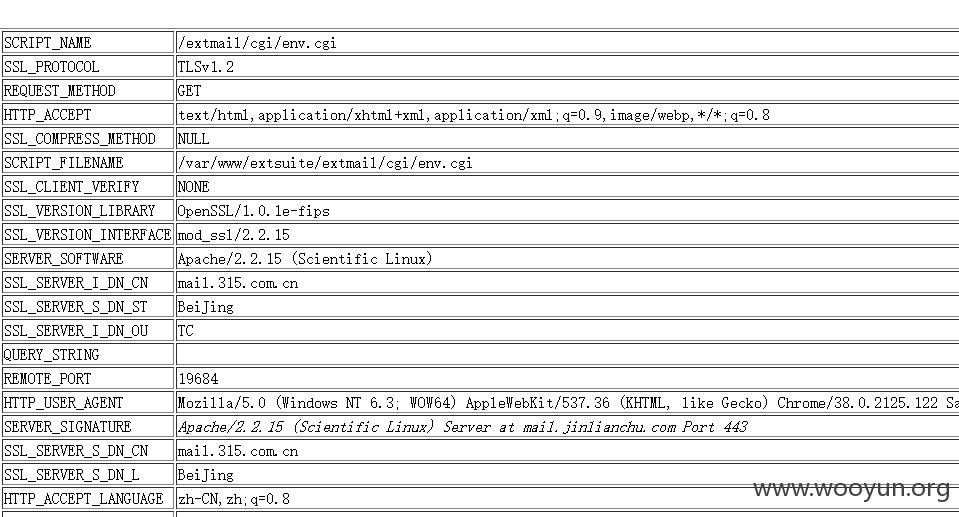 SCRIPT_NAME /extmail/cgi/env.cgi
SSL_PROTOCOL TLSv1.2
REQUEST_METHOD GET
HTTP_ACCEPT text/html,application/xhtml+xml,application/xml;q=0.9,image/webp,*/*;q=0.8
SSL_COMPRESS_METHOD NULL
SCRIPT_FILENAME /var/www/extsuite/extmail/cgi/env.cgi
SSL_CLIENT_VERIFY NONE
SSL_VERSION_LIBRARY OpenSSL/1.0.1e-fips
SSL_VERSION_INTERFACE mod_ssl/2.2.15
SERVER_SOFTWARE Apache/2.2.15 (Scientific Linux)
SSL_SERVER_I_DN_CN mail.315.com.cn
SSL_SERVER_S_DN_ST BeiJing
SSL_SERVER_I_DN_OU TC
QUERY_STRING
REMOTE_PORT 19684
HTTP_USER_AGENT Mozilla/5.0 (Windows NT 6.3; WOW64) AppleWebKit/537.36 (KHTML, like Gecko) Chrome/38.0.2125.122 Sa
SERVER_SIGNATURE Apache/2.2.15 (Scientific Linux) Server at mail.jinlianchu.com Port 443
SSL_SERVER_S_DN_CN mail.315.com.cn
SSL_SERVER_S_DN_L BeiJing
HTTP_ACCEPT_LANGUAGE zh-CN,zh;q=0.8
www.wooyun.org